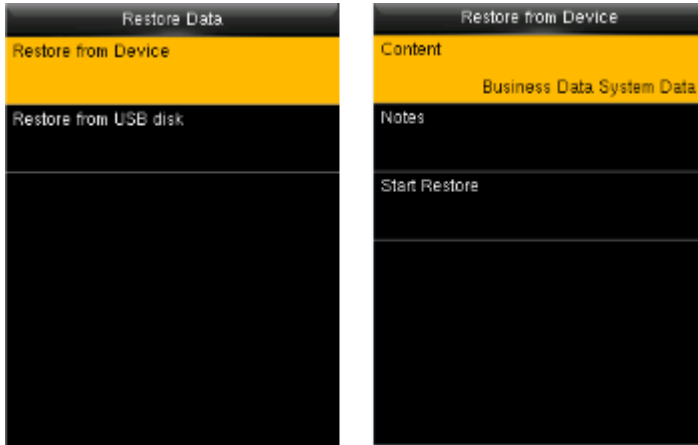 Restore Data
Restore from Device
Restore from USB disk
Restore from Device
Content
Business Data System Data
Notes
Start Restore